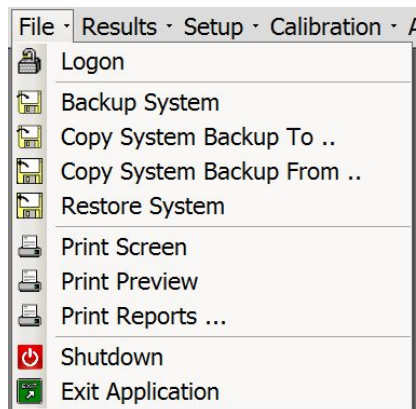 File · Results · Setup · Calibration ·
Logon
Backup System
Copy System Backup To ..
Copy System Backup From ..
Restore System
Print Screen
Print Preview
Print Reports ...
Shutdown
Exit Application